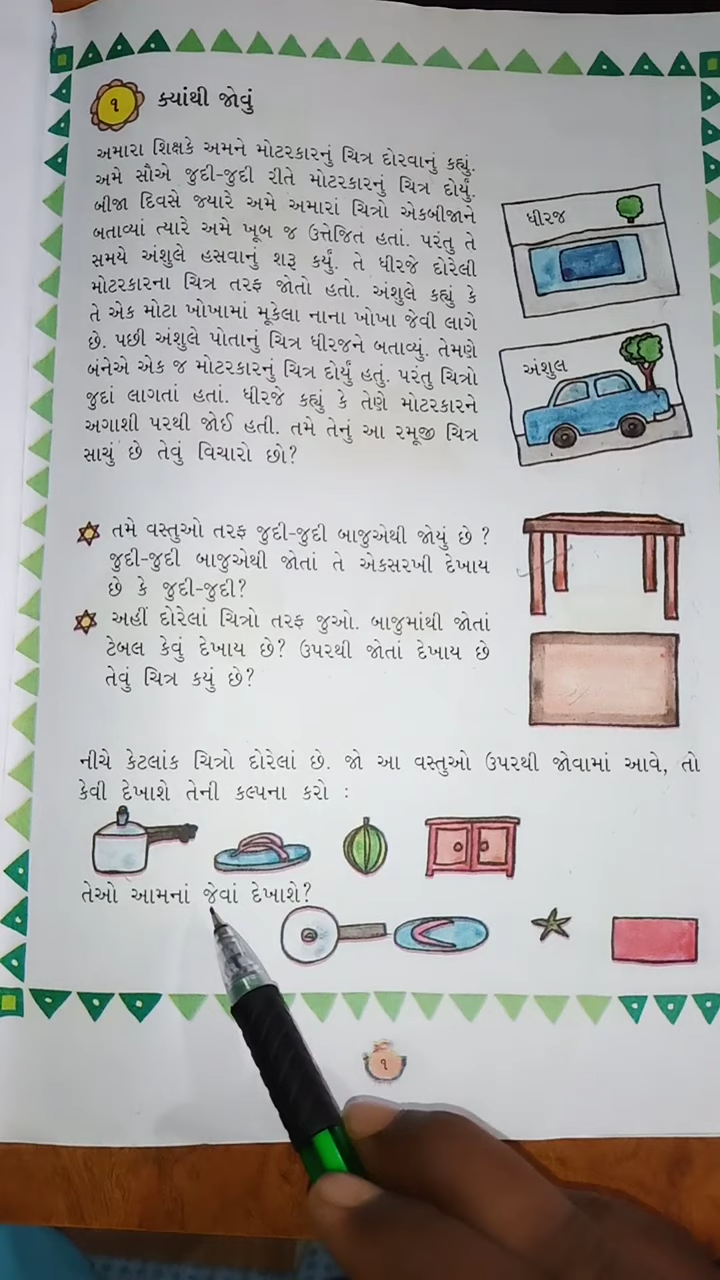 ૧ ક્યાંથી જોવું
અમારા શિક્ષકે અમને મોટરકારનું ચિત્ર દોરવાનું કહ્યું.
અમે સૌએ જુદી-જુદી રીતે મોટરકારનું ચિત્ર દોર્યું.
બીજા દિવસે જ્યારે અમે અમારાં ચિત્રો એકબીજાને
બતાવ્યાં ત્યારે અમે ખૂબ જ ઉત્તેજિત હતાં. પરંતુ તે
સમયે અંશુલે હસવાનું શરૂ કર્યું. તે ધીરજે દોરેલી
મોટરકારના ચિત્ર તરફ જોતો હતો. અંશુલે કહ્યું કે
તે એક મોટા ખોખામાં મૂકેલા નાના ખોખા જેવી લાગે
છે. પછી અંશુલે પોતાનું ચિત્ર ધીરજને બતાવ્યું. તેમણે
બંનેએ એક જ મોટરકારનું ચિત્ર દોર્યું હતું. પરંતુ ચિત્રો
જુદાં લાગતાં હતાં. ધીરજે કહ્યું કે તેણે મોટરકારને
અગાશી પરથી જોઈ હતી. તમે તેનું આ રમૂજી ચિત્ર
સાચું છે તેવું વિચારો છો?
ધીરજ
અંશુલ
તમે વસ્તુઓ તરફ જુદી-જુદી બાજુએથી જોયું છે ?
જુદી-જુદી બાજુએથી જોતાં તે એકસરખી દેખાય
છે કે જુદી-જુદી?
અહીં દોરેલાં ચિત્રો તરફ જુઓ. બાજુમાંથી જોતાં
ટેબલ કેવું દેખાય છે? ઉપરથી જોતાં દેખાય છે
તેવું ચિત્ર કયું છે?
નીચે કેટલાંક ચિત્રો દોરેલાં છે. જો આ વસ્તુઓ ઉપરથી જોવામાં આવે, તો
કેવી દેખાશે તેની કલ્પના કરો :
તેઓ આમનાં જેવાં દેખાશે?
૧